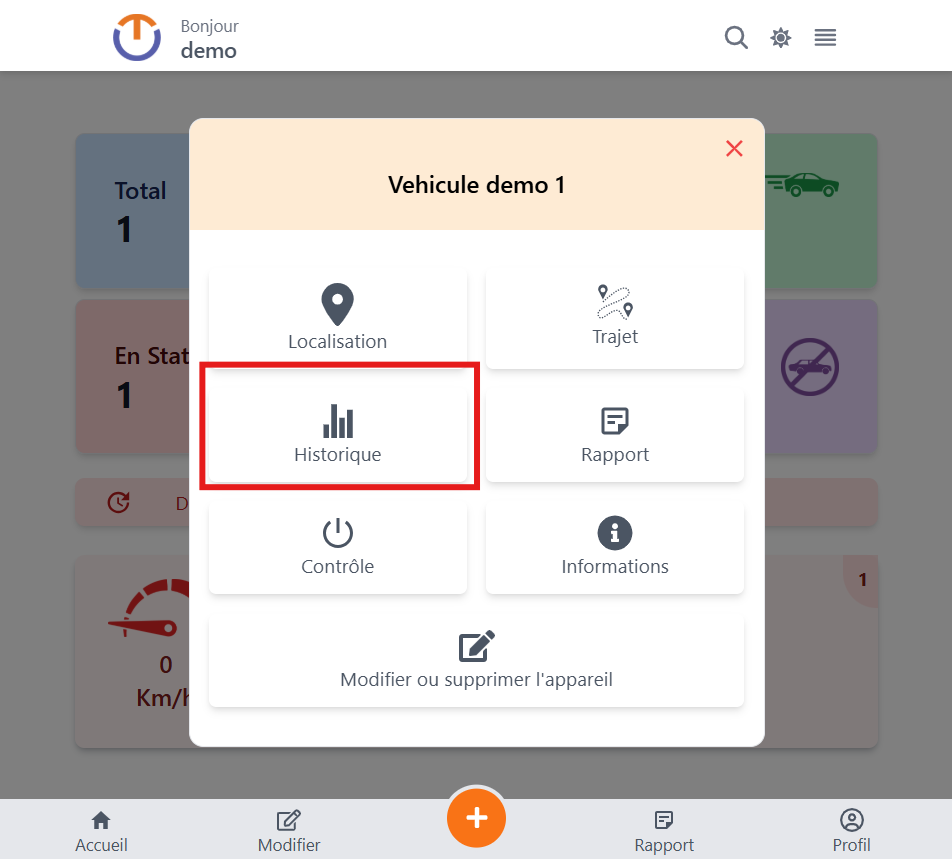 Bonjour
demo
Vehicule demo 1
Total
1
Localisation
Trajet
En Stat
1
Historique
Rapport
D
Contrôle
Informations
1
0
Km/h
Modifier ou supprimer l'appareil
Accueil
Modifier
Rapport
Profil